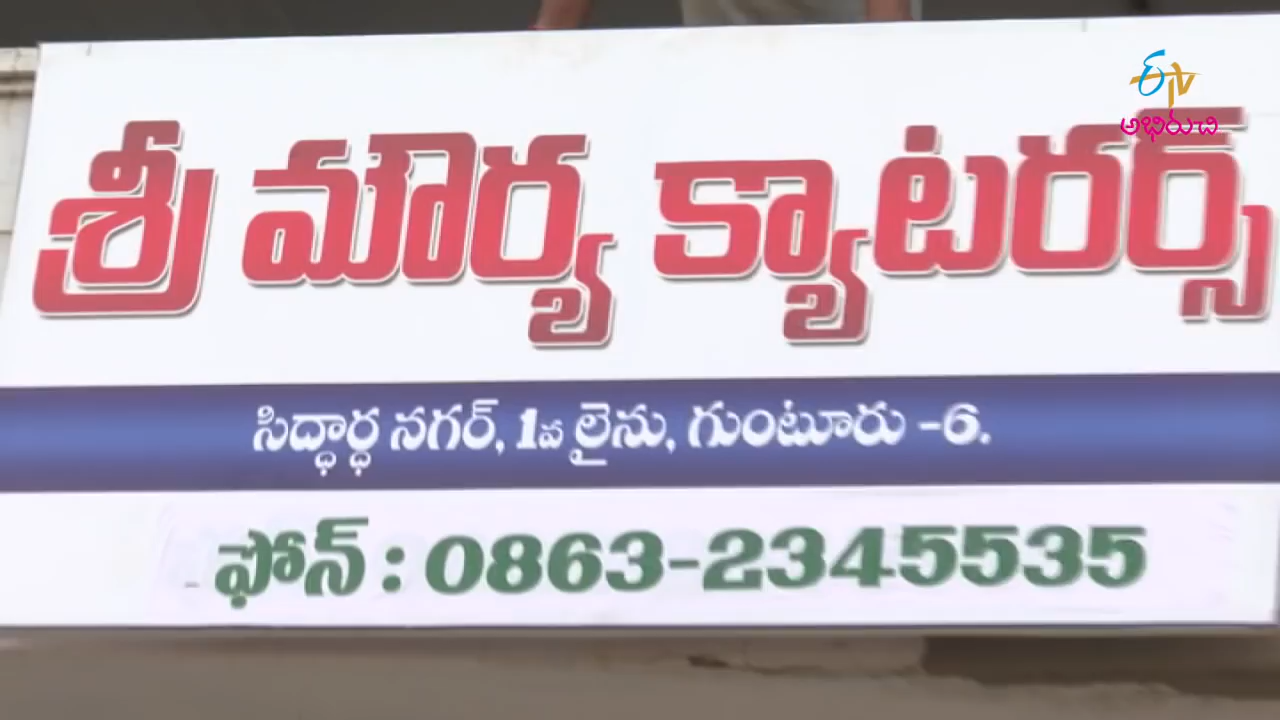 ETV
అభిరుచి
శ్రీ మౌర్య క్యాటరర్స్
సిద్ధార్థ నగర్, 1వ లైను, గుంటూరు -6.
ఫోన్ : 0863-2345535